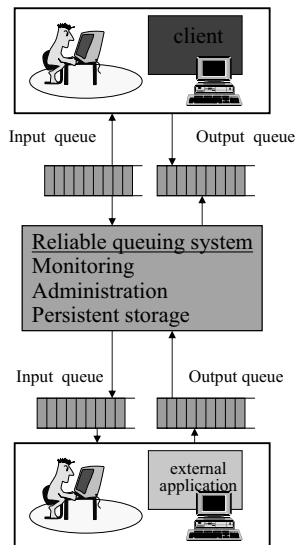 client
Input queue
Output queue
Reliable queuing system
Monitoring
Administration
Persistent storage
Input queue
Output queue
external
application